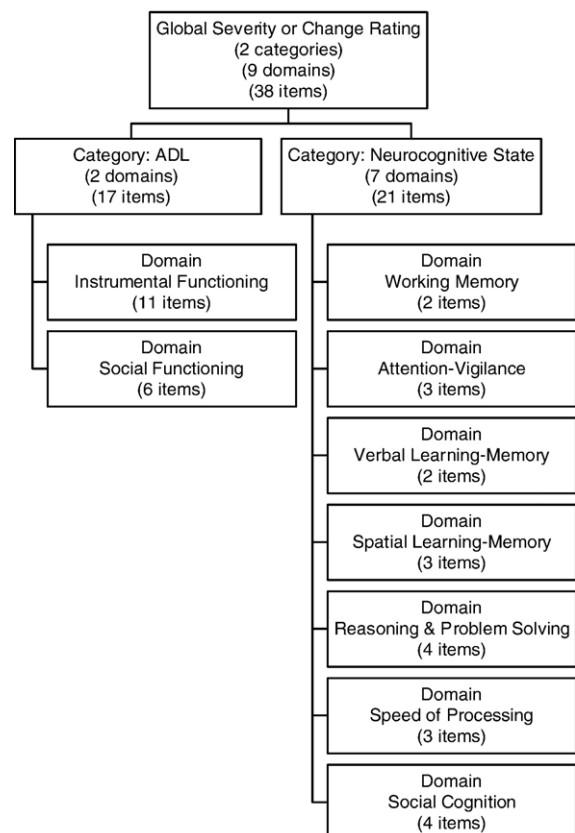 Global Severity or Change Rating
(2 categories)
(9 domains)
(38 items)
Category: ADL
(2 domains)
(17 items)
Category: Neurocognitive State
(7 domains)
(21 items)
Domain
Instrumental Functioning
(11 items)
Domain
Social Functioning
(6 items)
Domain
Working Memory
(2 items)
Domain
Attention-Vigilance
(3 items)
Domain
Verbal Learning-Memory
(2 items)
Domain
Spatial Learning-Memory
(3 items)
Domain
Reasoning & Problem Solving
(4 items)
Domain
Speed of Processing
(3 items)
Domain
Social Cognition
(4 items)